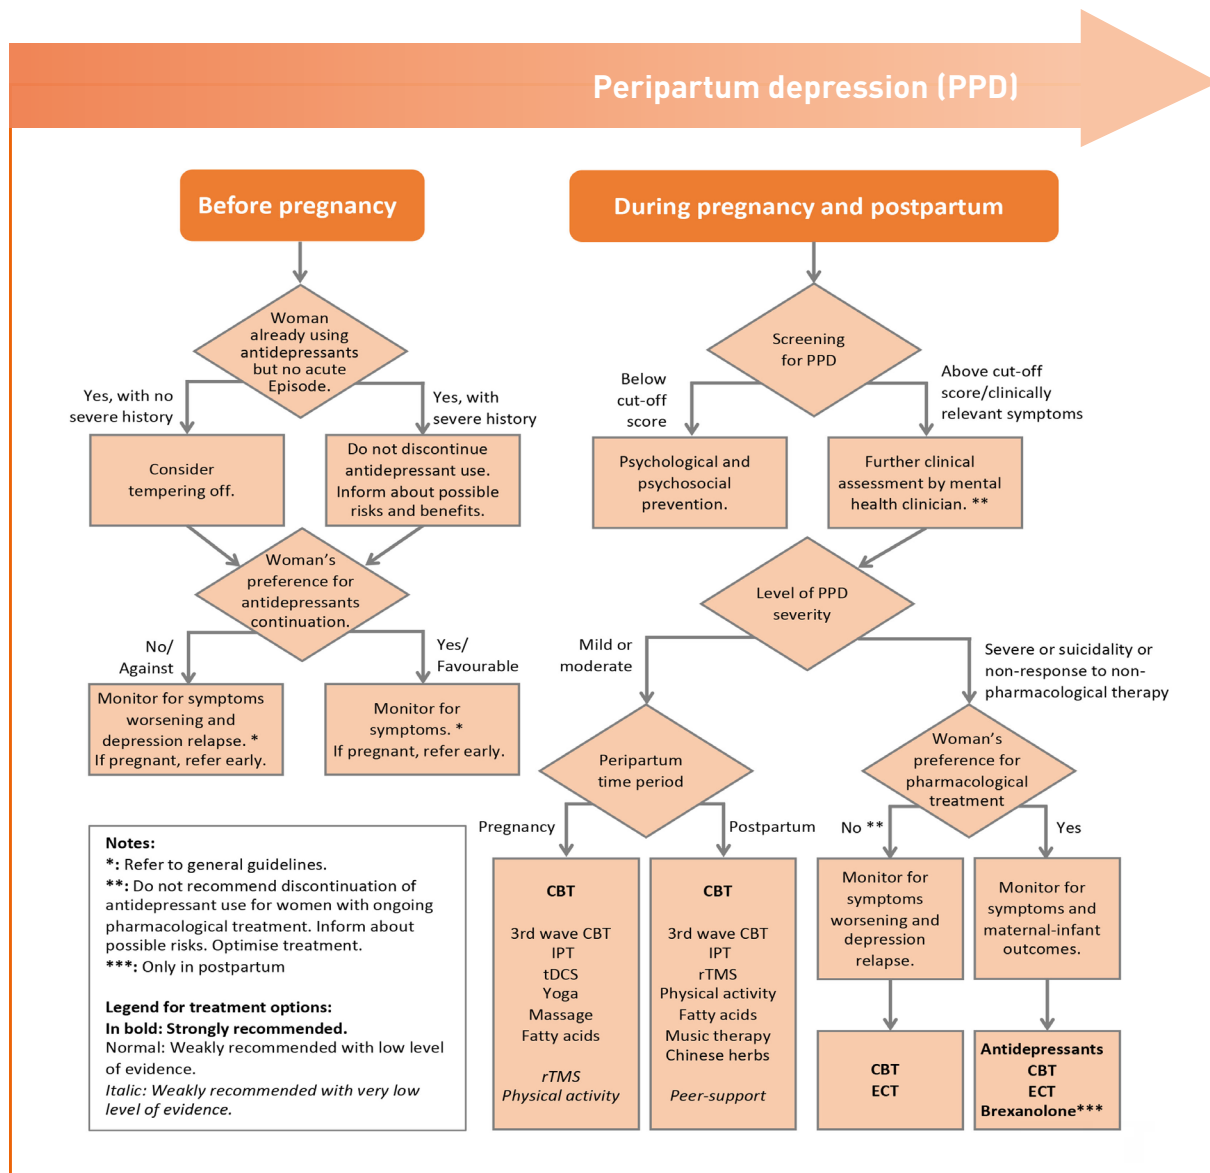 Peripartum depression (PPD)
Before pregnancy
Woman
already using
antidepressants
but no acute
Episode.
Yes, with no
severe history
Yes, with
severe history
Consider
tempering off.
Do not discontinue
antidepressant use.
Inform about possible
risks and benefits.
Woman's
preference for
antidepressants
continuation.
No/
Against
Yes/
Favourable
Monitor for symptoms
worsening and
depression relapse. *
If pregnant, refer early.
Monitor for
symptoms. *
If pregnant, refer early.
Notes:
*: Refer to general guidelines.
**: Do not recommend discontinuation of
antidepressant use for women with ongoing
pharmacological treatment. Inform about
possible risks. Optimise treatment.
***: Only in postpartum
Legend for treatment options:
In bold: Strongly recommended.
Normal: Weakly recommended with low level
of evidence.
Italic: Weakly recommended with very low
level of evidence.
During pregnancy and postpartum
Screening
for PPD
Below
cut-off
score
Above cut-off
score/clinically
relevant symptoms
Psychological and
psychosocial
prevention.
Further clinical
assessment by mental
health clinician. **
Level of PPD
severity
Mild or
moderate
Severe or suicidality or
non-response to non-
pharmacological therapy
Peripartum
time period
Woman's
preference for
pharmacological
treatment
Pregnancy
Postpartum
No **
Yes
CBT
3rd wave CBT
IPT
tDCS
Yoga
Massage
Fatty acids
rTMS
Physical activity
CBT
3rd wave CBT
IPT
rTMS
Physical activity
Fatty acids
Music therapy
Chinese herbs
Peer-support
Monitor for
symptoms
worsening and
depression
relapse.
CBT
ECT
Monitor for
symptoms and
maternal-infant
outcomes.
Antidepressants
CBT
ECT
Brexanolone***